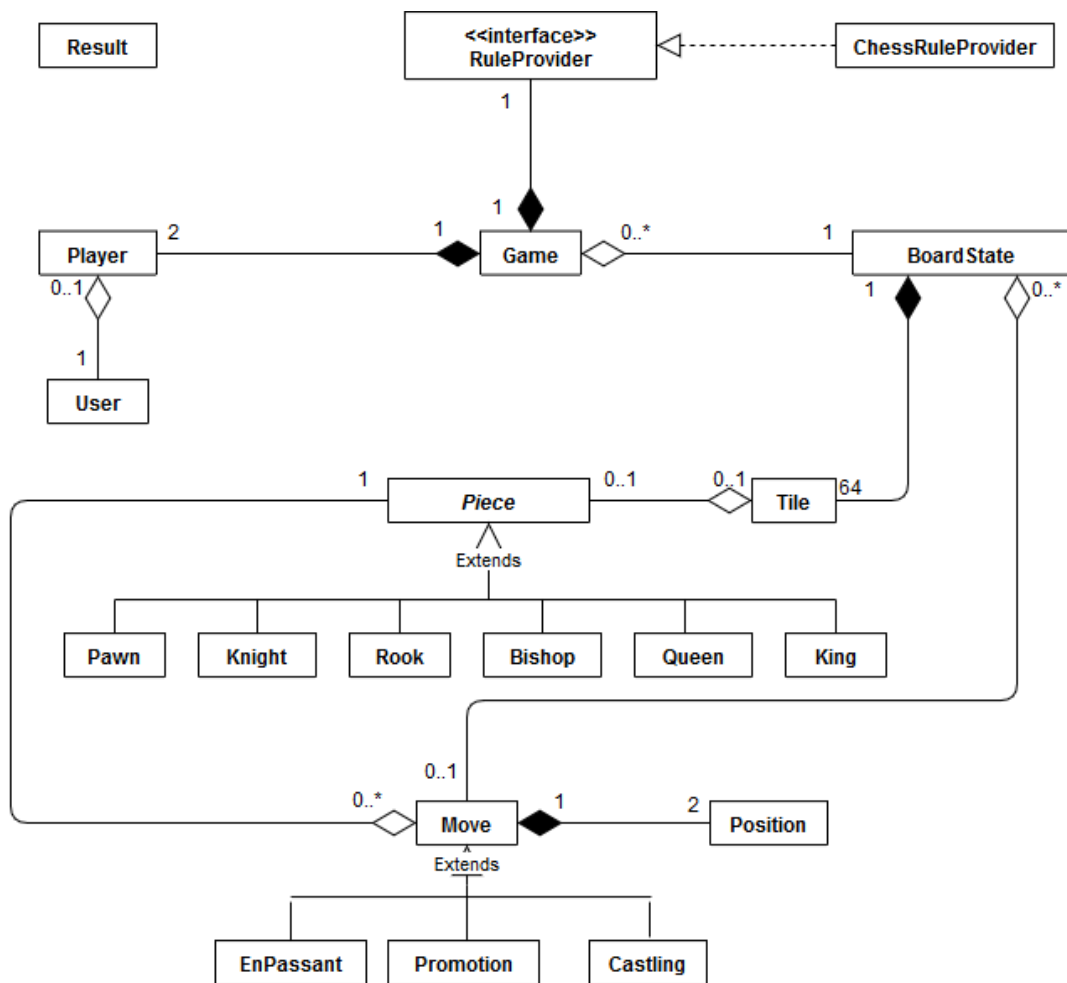 Result
<<interface>>
RuleProvider
ChessRuleProvider
1
1
2
1
0..*
1
Player
Game
BoardState
0..1
1
0..*
1
User
1
0..1
0..1
64
Piece
Tile
Extends
Pawn
Knight
Rook
Bishop
Queen
King
0..1
0..*
1
2
Move
Position
Extends
EnPassant
Promotion
Castling